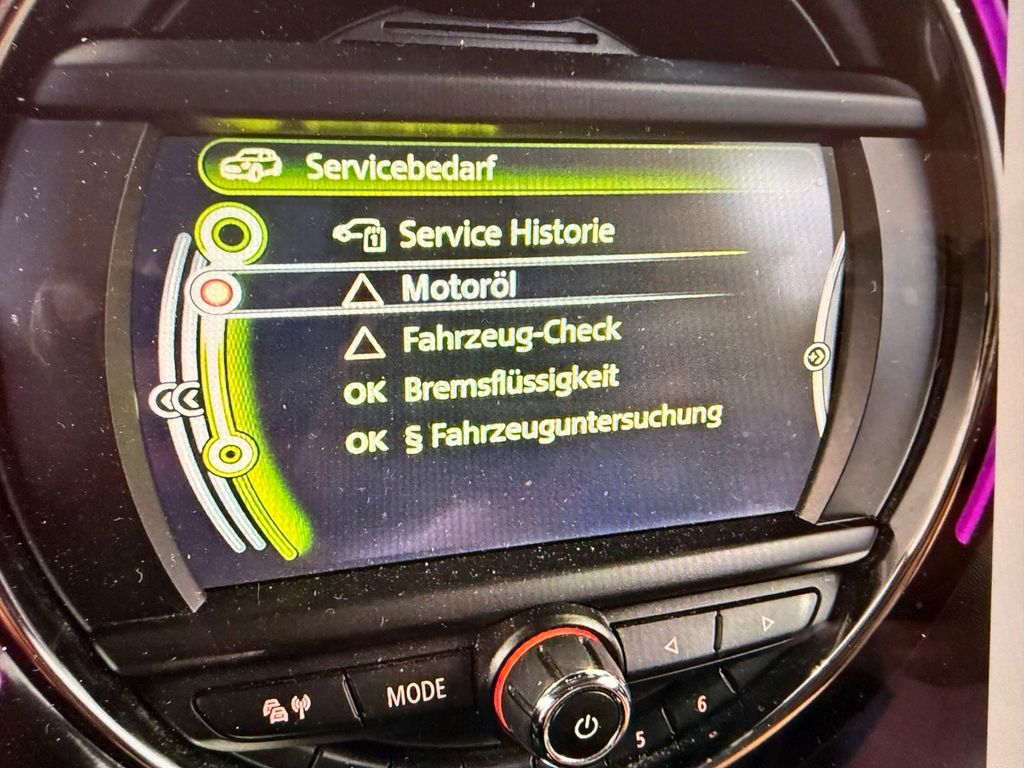 Servicebedarf
Service Historie
Motoröl
Fahrzeug-Check
OK Bremsflüssigkeit
OK § Fahrzeuguntersuchung
MODE
6
5